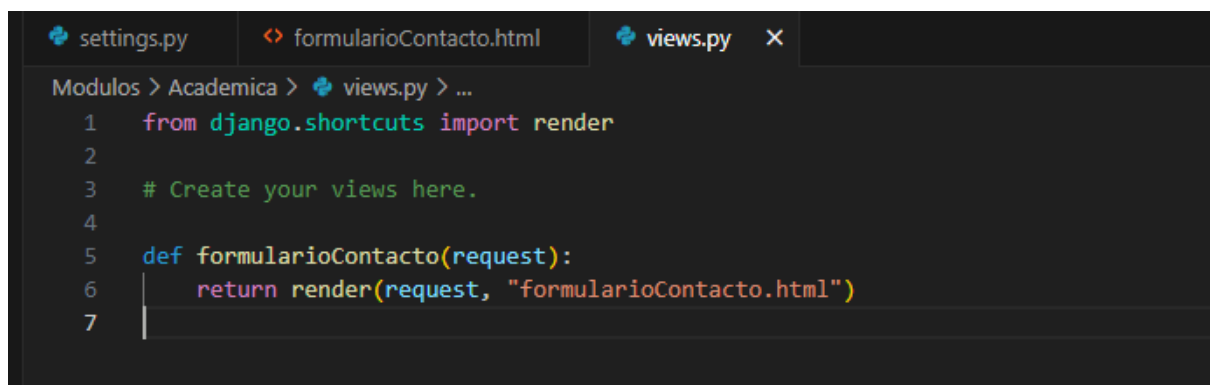 settings.py formularioContacto.html views.py ×
Modulos > Academica > views.py > ...
1 from django.shortcuts import render
2
3 # Create your views here.
4
5 def formularioContacto(request):
6     return render(request, "formularioContacto.html")
7